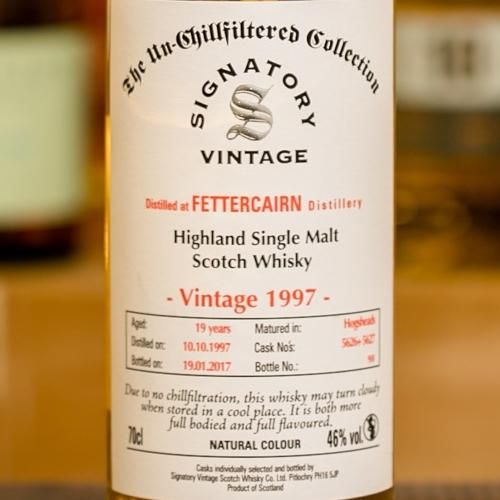 The Un-Chillfiltered Collection
SIGNATORY
S
VINTAGE
Distilled at FETTERCAIRN Distillery
Highland Single Malt
Scotch Whisky
- Vintage 1997 -
Aged: 19 years Matured in: Hogsheads
Distilled on: 10.10.1997 Cask No's: 5626+5627
Bottled on: 19.01.2017 Bottle No.: 98
Due to no chillfiltration, this whisky may turn cloudy
when stored in a cool place. It is both more
full bodied and full flavoured.
70cl NATURAL COLOUR 46% vol. S
Casks individually selected and bottled by
Signatory Vintage Scotch Whisky Co. Ltd. Pitlochry PH16 5JP
Product of Scotland